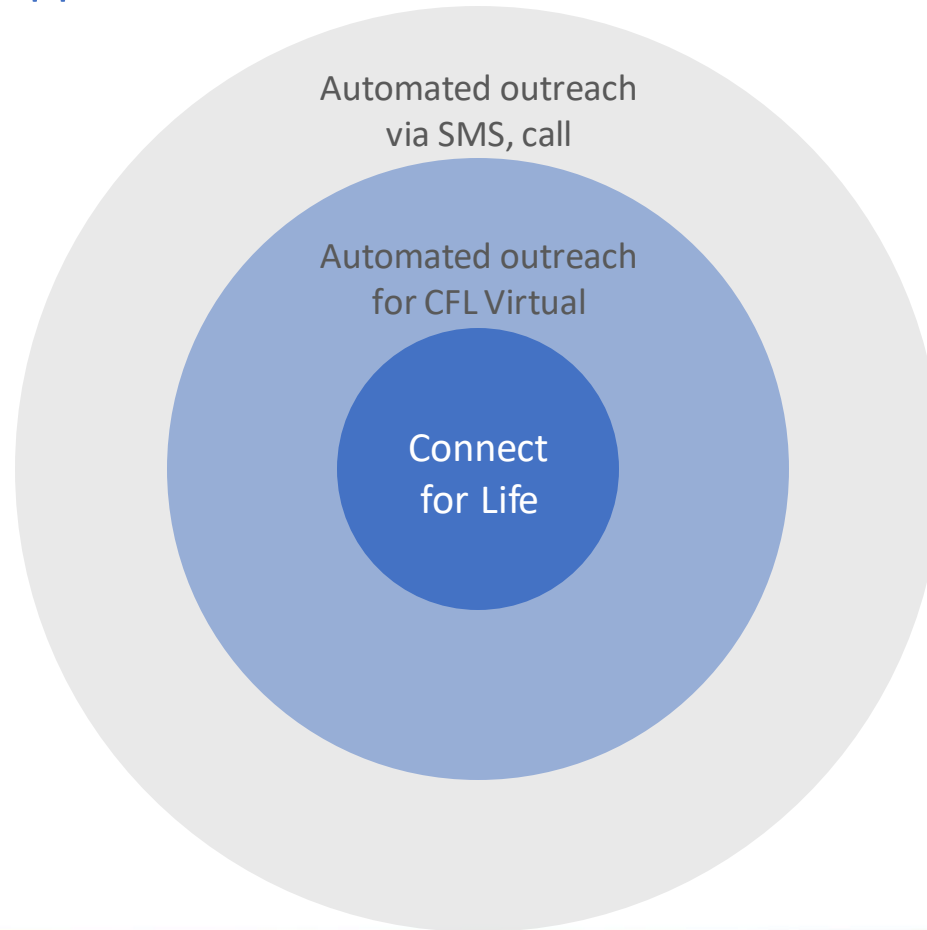 Automated outreach
via SMS, call
Automated outreach
for CFL Virtual
Connect
for Life